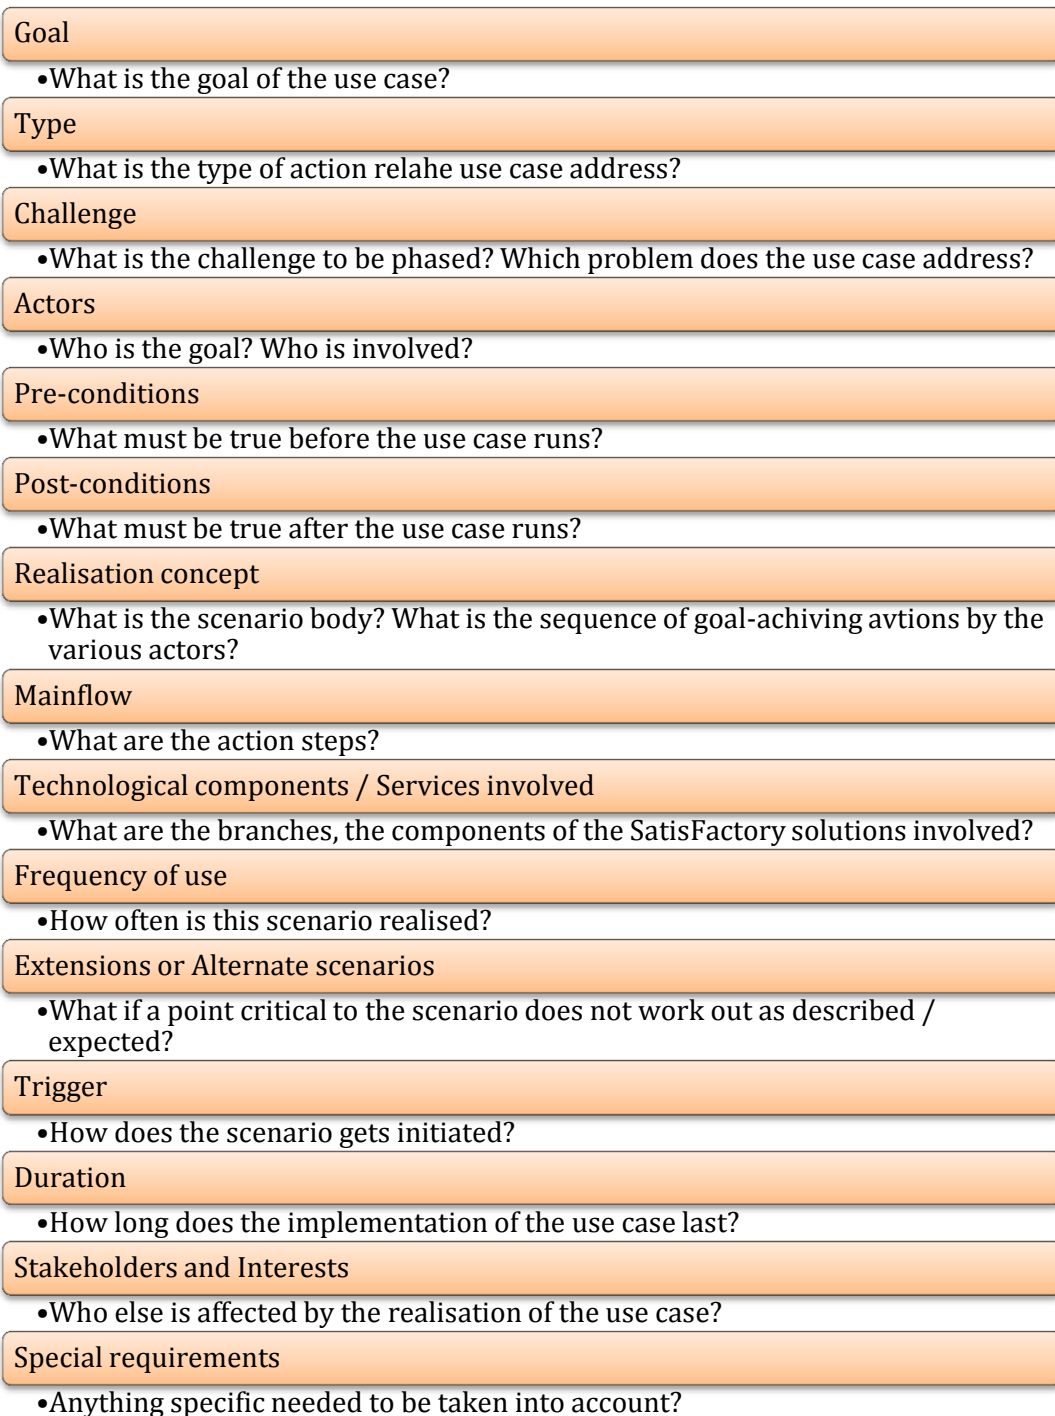 Goal
•What is the goal of the use case?
Type
•What is the type of action relahe use case address?
Challenge
•What is the challenge to be phased? Which problem does the use case address?
Actors
•Who is the goal? Who is involved?
Pre-conditions
•What must be true before the use case runs?
Post-conditions
•What must be true after the use case runs?
Realisation concept
•What is the scenario body? What is the sequence of goal-achiving avtions by the
various actors?
Mainflow
•What are the action steps?
Technological components / Services involved
•What are the branches, the components of the SatisFactory solutions involved?
Frequency of use
•How often is this scenario realised?
Extensions or Alternate scenarios
•What if a point critical to the scenario does not work out as described /
expected?
Trigger
•How does the scenario gets initiated?
Duration
•How long does the implementation of the use case last?
Stakeholders and Interests
•Who else is affected by the realisation of the use case?
Special requirements
•Anything specific needed to be taken into account?